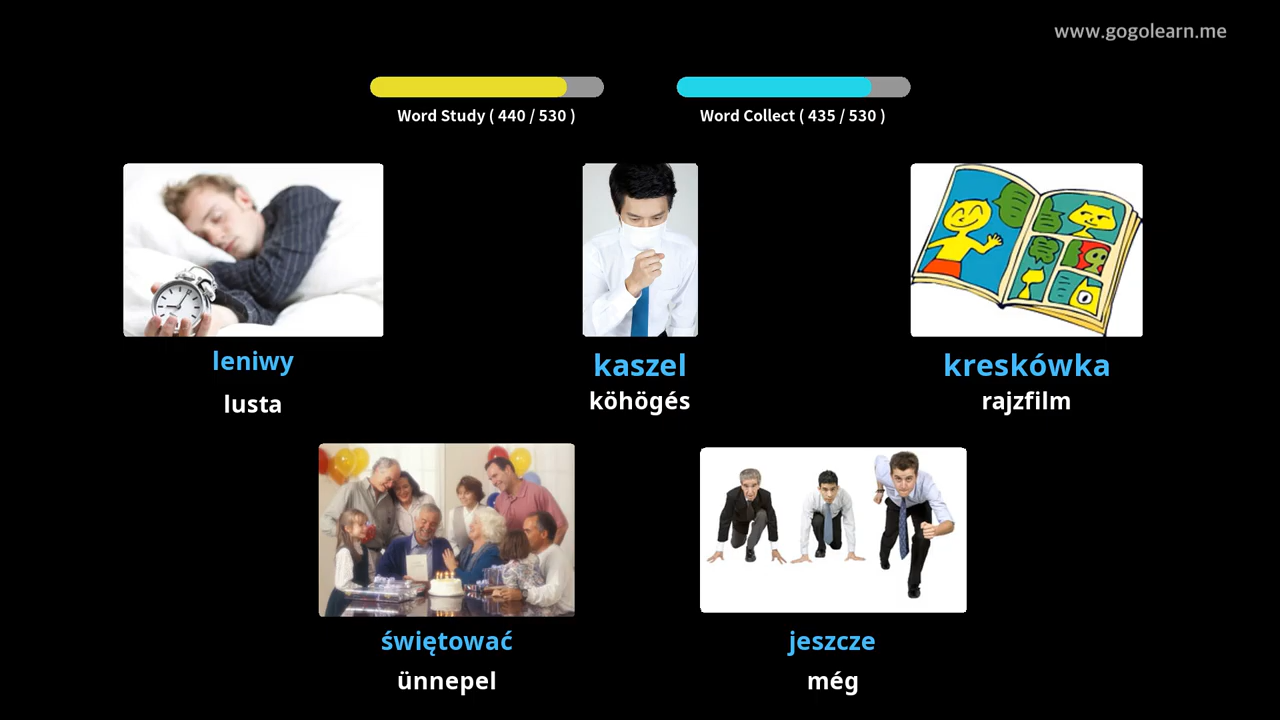 www.gogolearn.me
Word Study ( 440 / 530 )
Word Collect ( 435 / 530 )
leniwy
lusta
kaszel
köhögés
kreskówka
rajzfilm
świętować
ünnepel
jeszcze
még